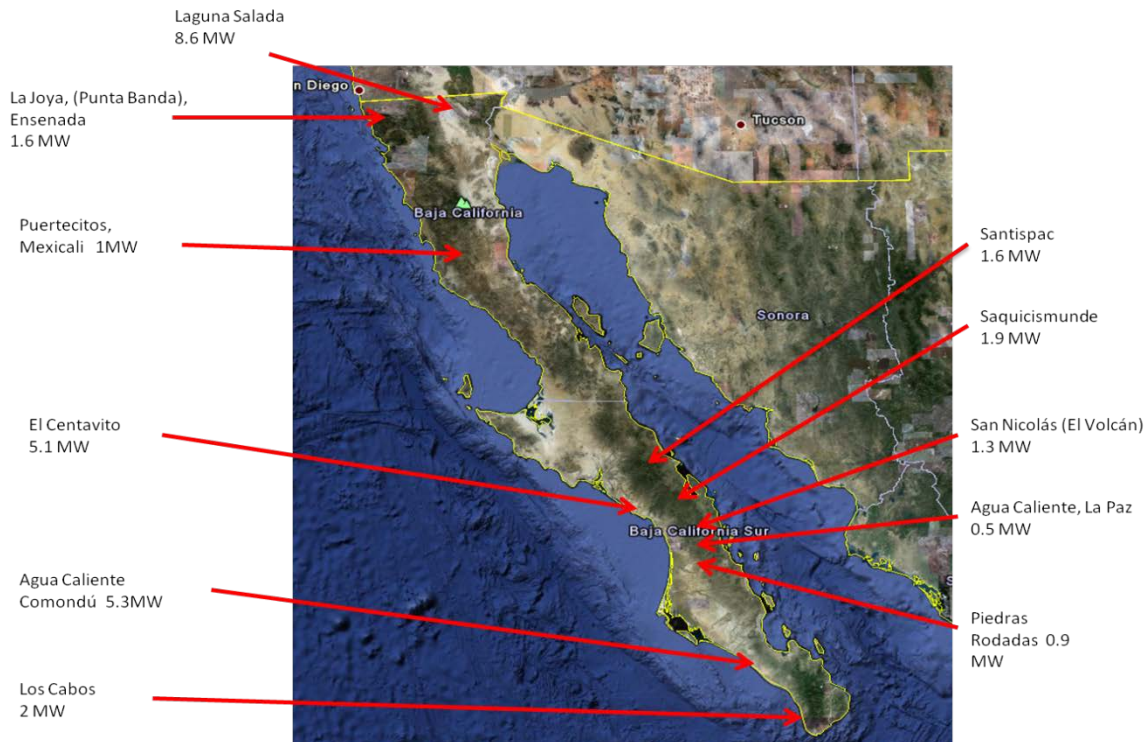 Laguna Salada
8.6 MW
La Joya, (Punta Banda),
Ensenada
1.6 MW
n Diego
Tucson
Puertecitos,
Mexicali 1MW
Baja California
Santispac
1.6 MW
Sonora
Saquicismunde
1.9 MW
El Centavito
5.1 MW
San Nicolás (El Volcán)
1.3 MW
Agua Caliente, La Paz
0.5 MW
Baja California Sur
Agua Caliente
Comondú 5.3MW
Piedras
Rodadas 0.9
MW
Los Cabos
2 MW